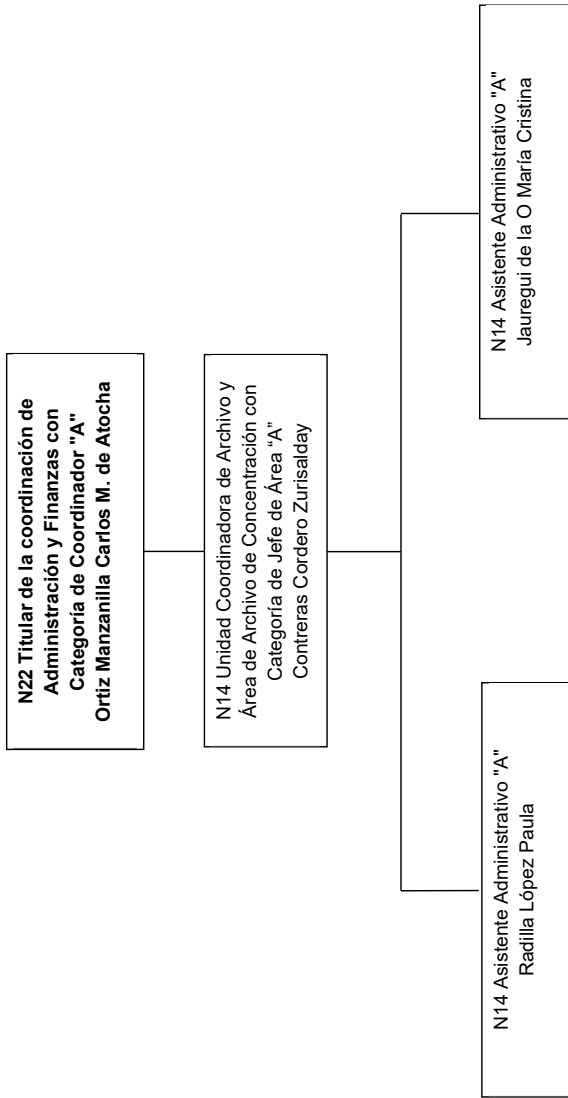 N22 Titular de la coordinación de
Administración y Finanzas con
Categoría de Coordinador "A"
Ortiz Manzanilla Carlos M. de Atocha
N14 Unidad Coordinadora de Archivo y
Área de Archivo de Concentración con
Categoría de Jefe de Área “A”
Contreras Cordero Zurisalday
N14 Asistente Administrativo "A"
Radilla López Paula
N14 Asistente Administrativo "A"
Jauregui de la O María Cristina